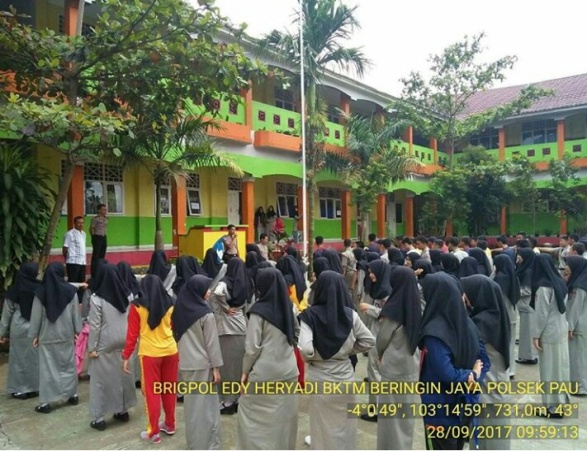 BRIGPOL EDY HERYADI BKTM BERINGIN JAYA POLSEK PAU
-4°0'49", 103°14'59", 731,0m, 43°
28/09/2017 09:59:13